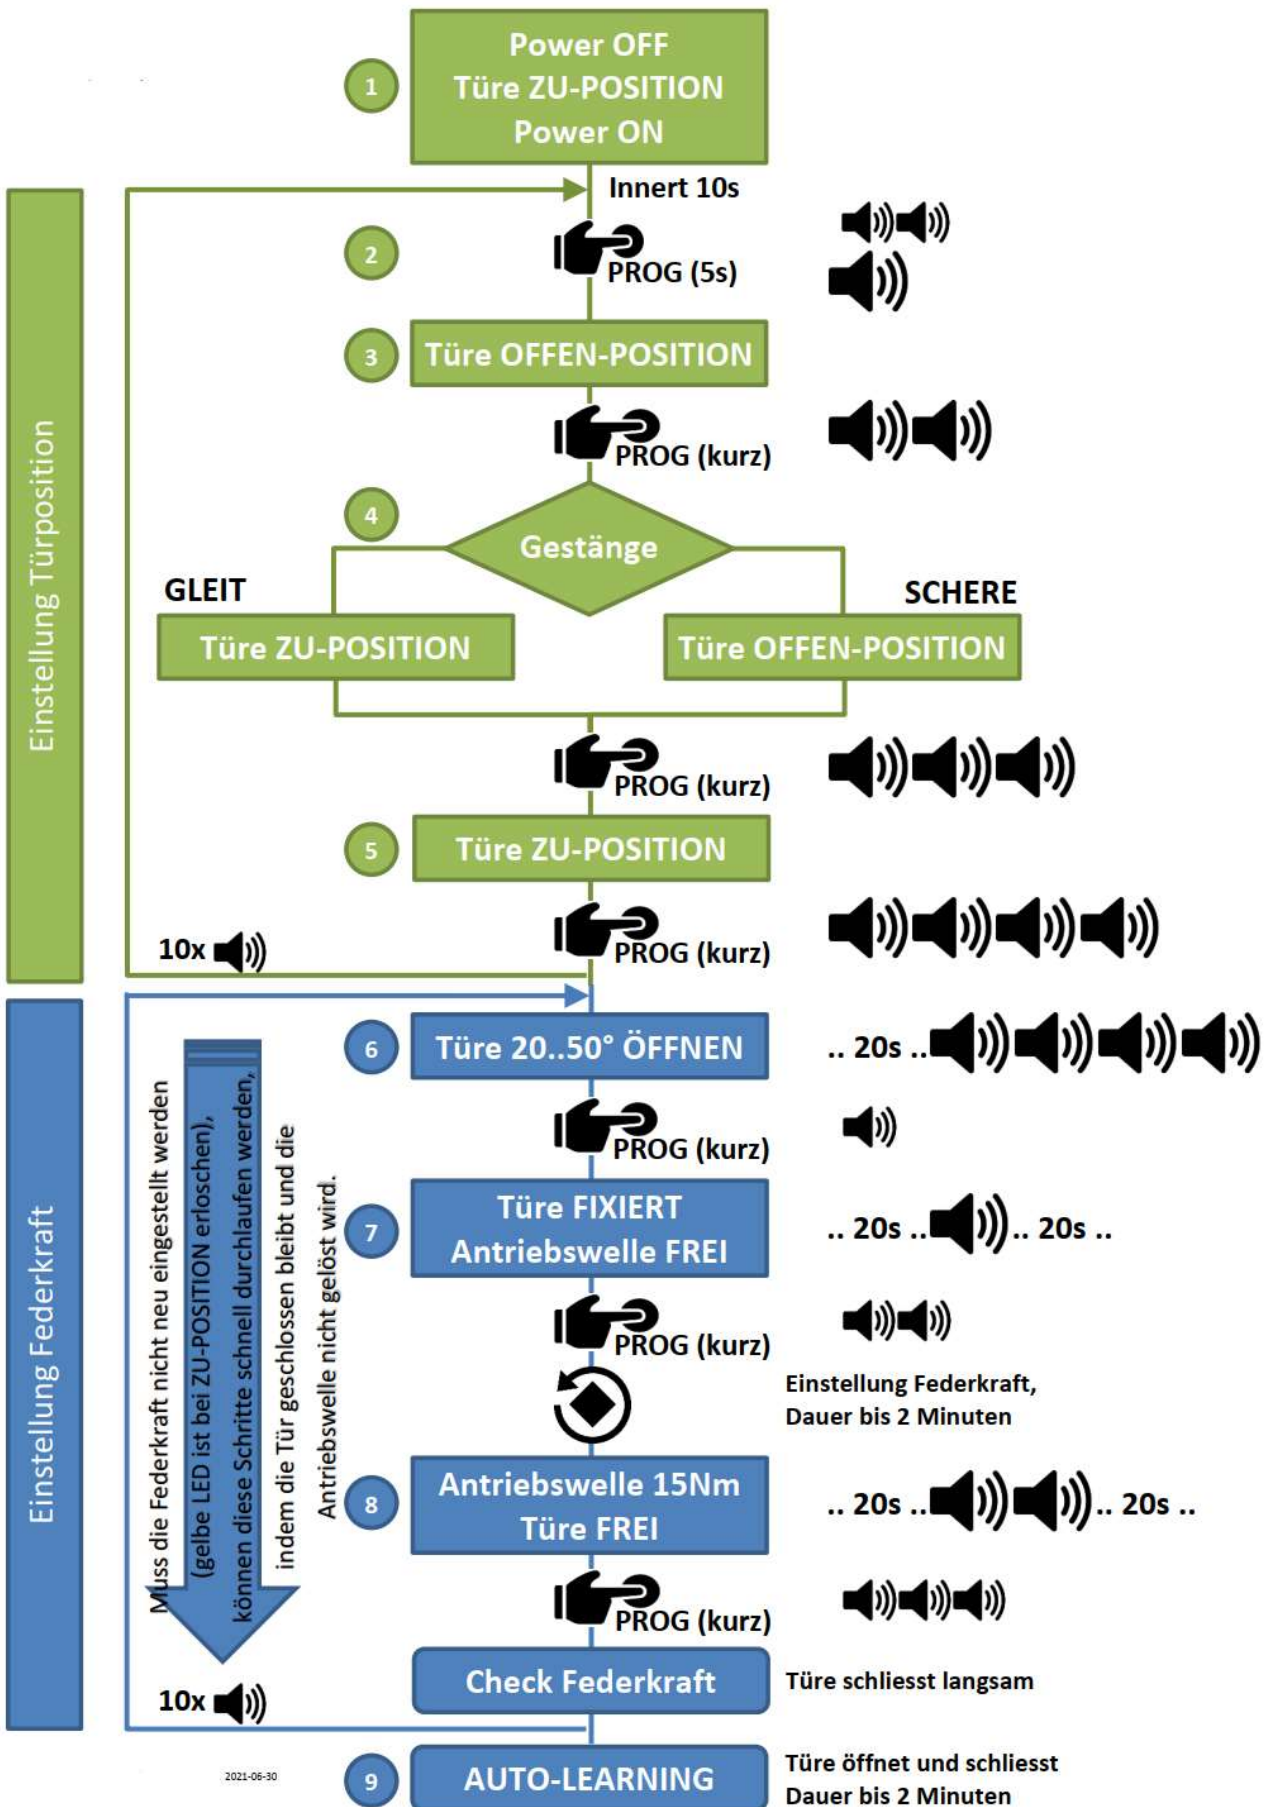 Power OFF
Türe ZU-POSITION
Power ON
1
Innert 10s
2
PROG (5s)
3
Türe OFFEN-POSITION
PROG (kurz)
4
Gestänge
GLEIT
SCHERE
Türe ZU-POSITION
Türe OFFEN-POSITION
PROG (kurz)
5
Türe ZU-POSITION
10x
PROG (kurz)
Einstellung Türposition
6
Türe 20..50° ÖFFNEN
.. 20s ..
PROG (kurz)
7
Türe FIXIERT
Antriebswelle FREI
.. 20s ..
.. 20s ..
PROG (kurz)
Einstellung Federkraft,
Dauer bis 2 Minuten
8
Antriebswelle 15Nm
Türe FREI
.. 20s ..
.. 20s ..
PROG (kurz)
Check Federkraft
Türe schliesst langsam
10x
Einstellung Federkraft
Muss die Federkraft nicht neu eingestellt werden
(gelbe LED ist bei ZU-POSITION erloschen),
können diese Schritte schnell durchlaufen werden,
indem die Tür geschlossen bleibt und die
Antriebswelle nicht gelöst wird.
2021-06-30
9
AUTO-LEARNING
Türe öffnet und schliesst
Dauer bis 2 Minuten